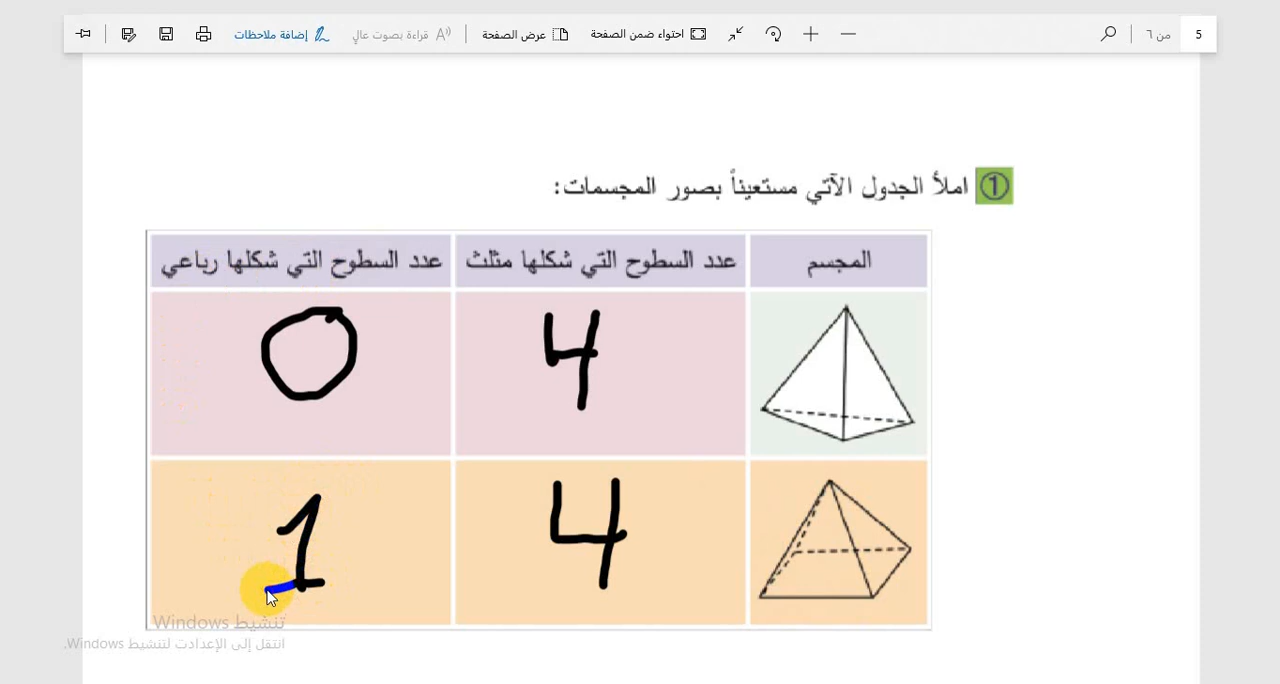 5 من ٦ احتواء ضمن الصفحة عرض الصفحة قراءة بصوت عالٍ إضافة ملاحظات
① املأ الجدول الآتي مستعيناً بصور المجسمات:
المجسم عدد السطوح التي شكلها مثلث عدد السطوح التي شكلها رباعي
4 0
4 1
تنشيط Windows
انتقل إلى الإعدادت لتنشيط Windows.